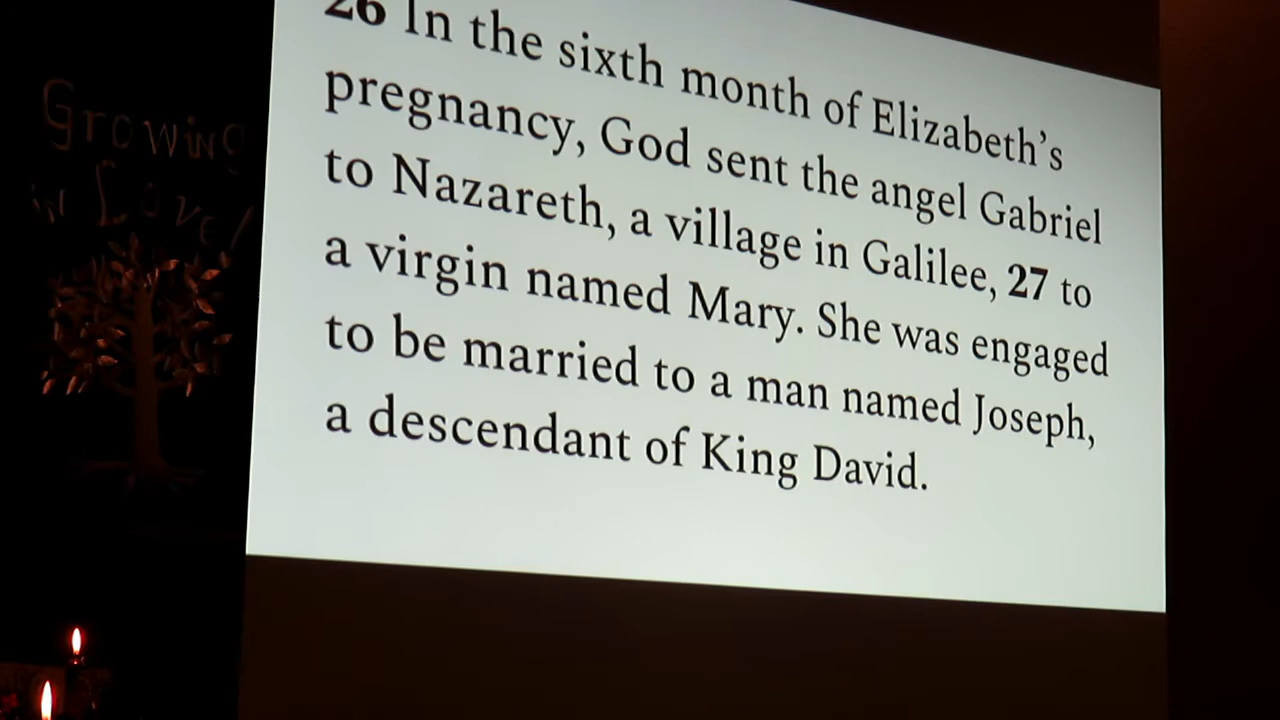 Growing
in Love!
26 In the sixth month of Elizabeth’s
pregnancy, God sent the angel Gabriel
to Nazareth, a village in Galilee, 27 to
a virgin named Mary. She was engaged
to be married to a man named Joseph,
a descendant of King David.